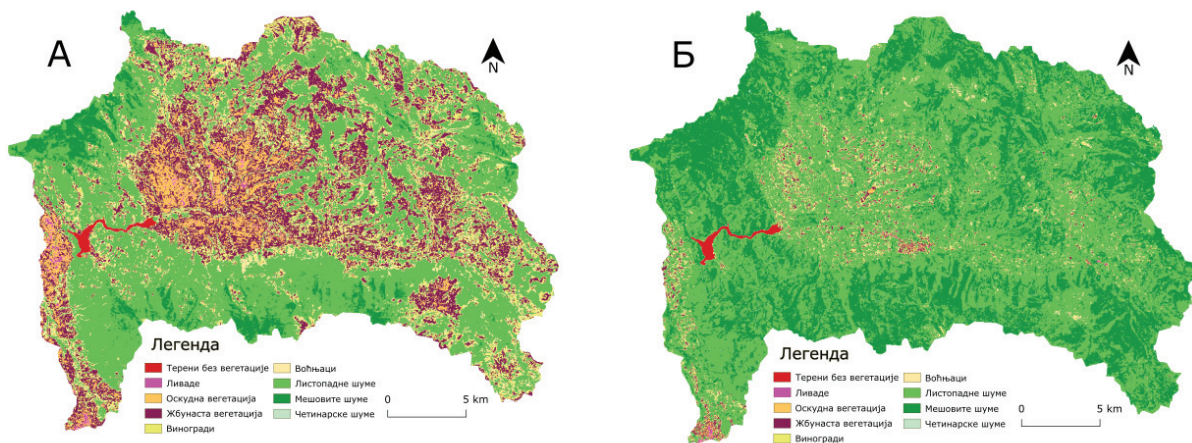 А
N
Легенда
Терени без вегетације
Ливаде
Оскудна вегетација
Жбунаста вегетација
Виногради
Воћњаци
Листопадне шуме
Мешовите шуме
Четинарске шуме
0 5 km
Б
N
Легенда
Терени без вегетације
Ливаде
Оскудна вегетација
Жбунаста вегетација
Виногради
Воћњаци
Листопадне шуме
Мешовите шуме
Четинарске шуме
0 5 km